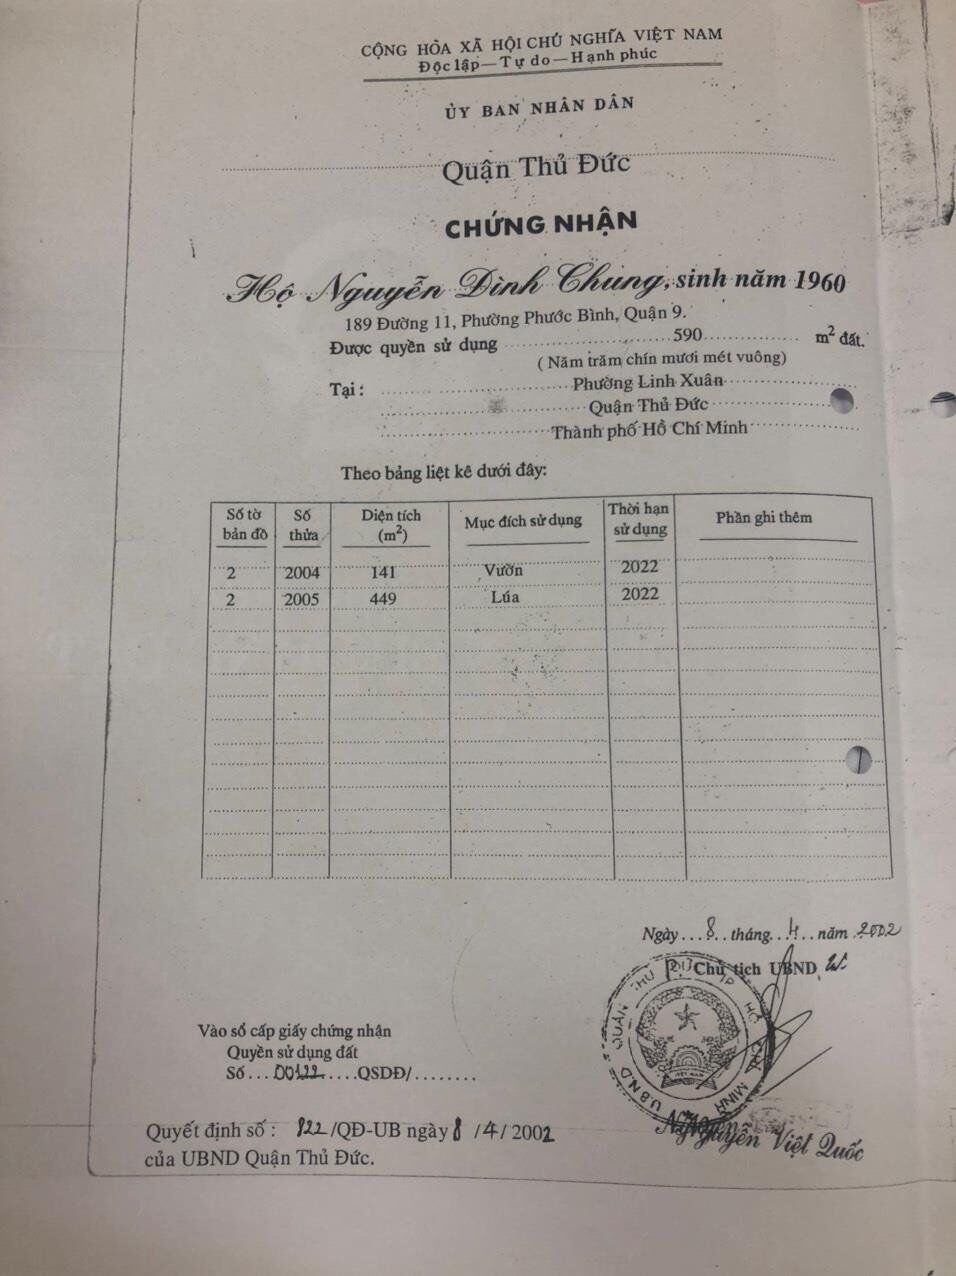 CỘNG HÒA XÃ HỘI CHỦ NGHĨA VIỆT NAM
Độc lập — Tự do — Hạnh phúc
ỦY BAN NHÂN DÂN
Quận Thủ Đức
CHỨNG NHẬN
Hộ Nguyễn Đình Chung, sinh năm 1960
189 Đường 11, Phường Phước Bình, Quận 9.
Được quyền sử dụng 590 m² đất.
( Năm trăm chín mươi mét vuông)
Tại : Phường Linh Xuân
Quận Thủ Đức
Thành phố Hồ Chí Minh
Theo bảng liệt kê dưới đây:
Số tờ bản đồ Số thửa Diện tích (m²) Mục đích sử dụng Thời hạn sử dụng Phần ghi thêm
2 2004 141 Vườn 2022
2 2005 449 Lúa 2022
Ngày 8 tháng 4 năm 2002
Chủ tịch UBND
Vào sổ cấp giấy chứng nhận
Quyền sử dụng đất
Số QSDĐ/
Nguyễn Việt Quốc
Quyết định số : 822/QĐ-UB ngày 8 /4/ 2002
của UBND Quận Thủ Đức.